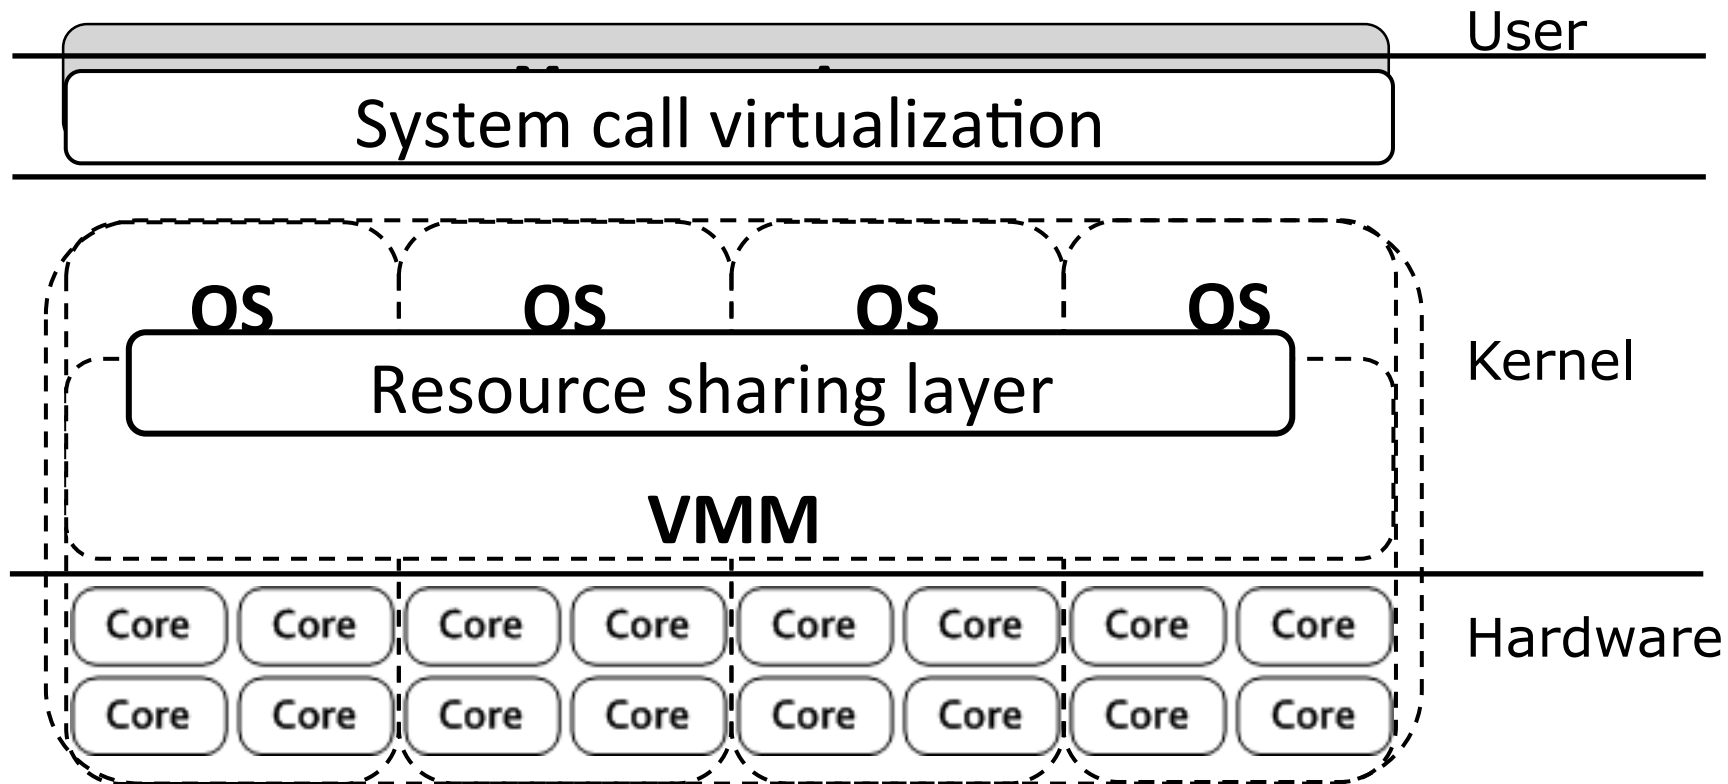 User
System call virtualization
OS OS OS OS
Kernel
Resource sharing layer
VMM
Core Core Core Core Core Core Core Core
Hardware
Core Core Core Core Core Core Core Core